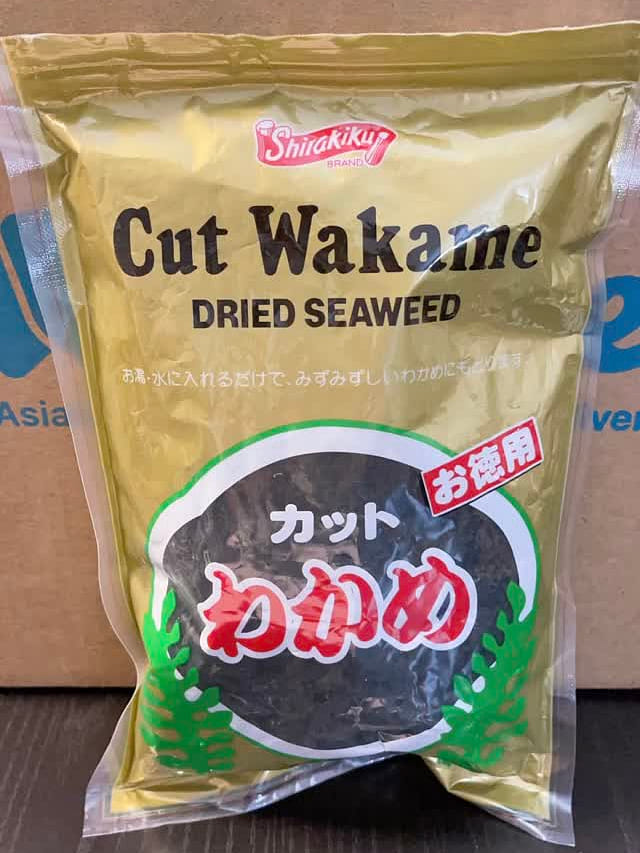 Shirakiku
BRAND
Cut Wakame
DRIED SEAWEED
お湯・水に入れるだけで、みずみずしいわかめにもどります。
お徳用
カット
わかめ
Asia